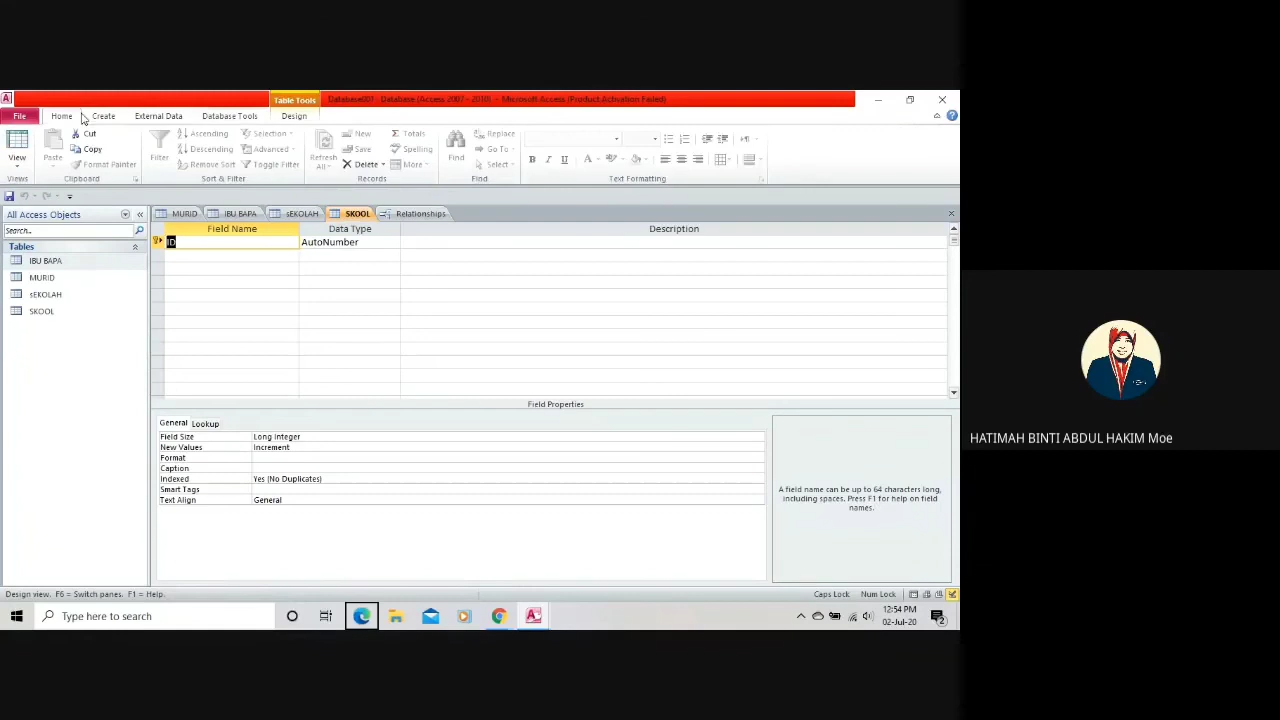 Table Tools
Database001 : Database (Access 2007 - 2010) - Microsoft Access (Product Activation Failed)
File Home Create External Data Database Tools Design
View
Views
Paste
Cut
Copy
Format Painter
Clipboard
Filter
Ascending
Descending
Remove Sort
Selection
Advanced
Toggle Filter
Sort & Filter
Refresh
All
New
Save
Delete
Totals
Spelling
More
Records
Find
Replace
Go To
Select
Find
B I U A
Text Formatting
All Access Objects
Search..
Tables
IBU BAPA
MURID
sEKOLAH
SKOOL
MURID IBU BAPA sEKOLAH SKOOL Relationships
Field Name Data Type Description
ID AutoNumber
Field Properties
General Lookup
Field Size Long Integer
New Values Increment
Format
Caption
Indexed Yes (No Duplicates)
Smart Tags
Text Align General
A field name can be up to 64 characters long,
including spaces. Press F1 for help on field
names.
Design view. F6 = Switch panes. F1 = Help.
Caps Lock Num Lock
Type here to search
12:54 PM
02-Jul-20
2
HATIMAH BINTI ABDUL HAKIM Moe